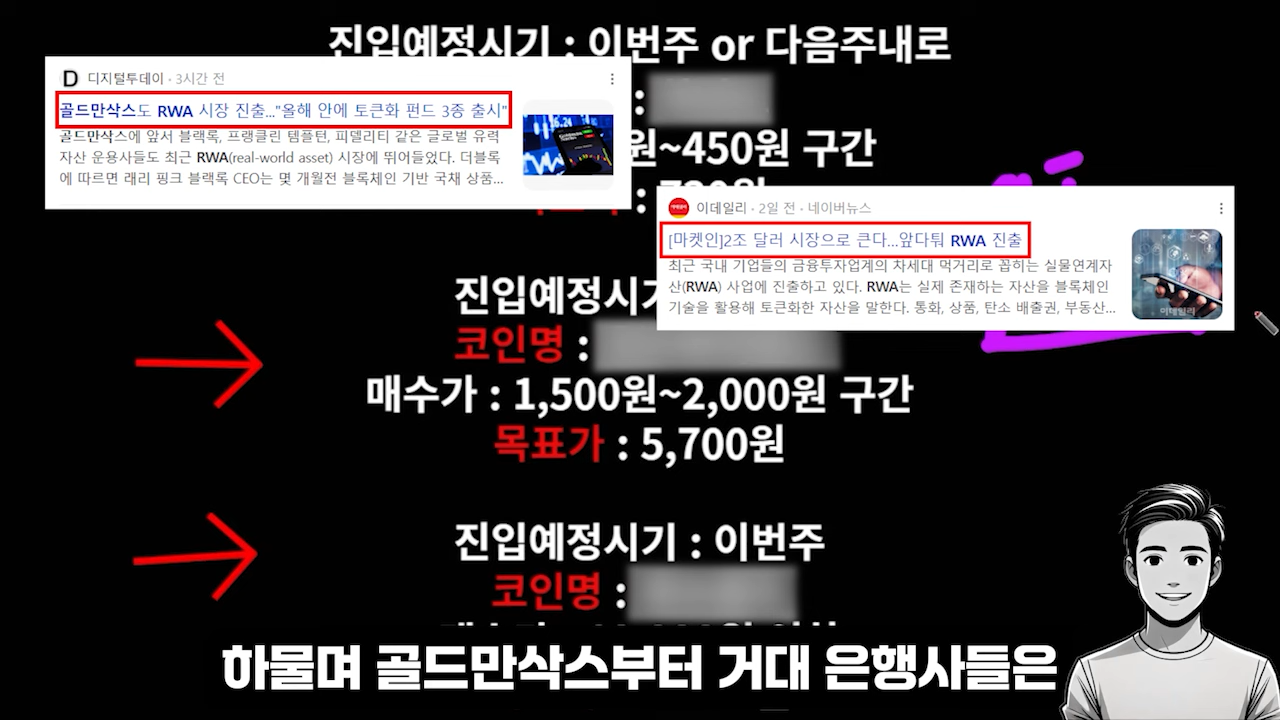 진입예정시기 : 이번주 or 다음주내로
:
원~450원 구간
:
D 디지털투데이 · 3시간 전
골드만삭스도 RWA 시장 진출..."올해 안에 토큰화 펀드 3종 출시"
골드만삭스에 앞서 블랙록, 프랭클린 템플턴, 피델리티 같은 글로벌 유력
자산 운용사들도 최근 RWA(real-world asset) 시장에 뛰어들었다. 더블록
에 따르면 래리 핑크 블랙록 CEO는 몇 개월전 블록체인 기반 국채 상품...
이데일리 · 2일 전 · 네이버뉴스
[마켓인]2조 달러 시장으로 큰다...앞다퉈 RWA 진출
최근 국내 기업들의 금융투자업계의 차세대 먹거리로 꼽히는 실물연계자
산(RWA) 사업에 진출하고 있다. RWA는 실제 존재하는 자산을 블록체인
기술을 활용해 토큰화한 자산을 말한다. 통화, 상품, 탄소 배출권, 부동산...
이데일리
진입예정시기
코인명 :
매수가 : 1,500원~2,000원 구간
목표가 : 5,700원
진입예정시기 : 이번주
코인명 :
하물며 골드만삭스부터 거대 은행사들은